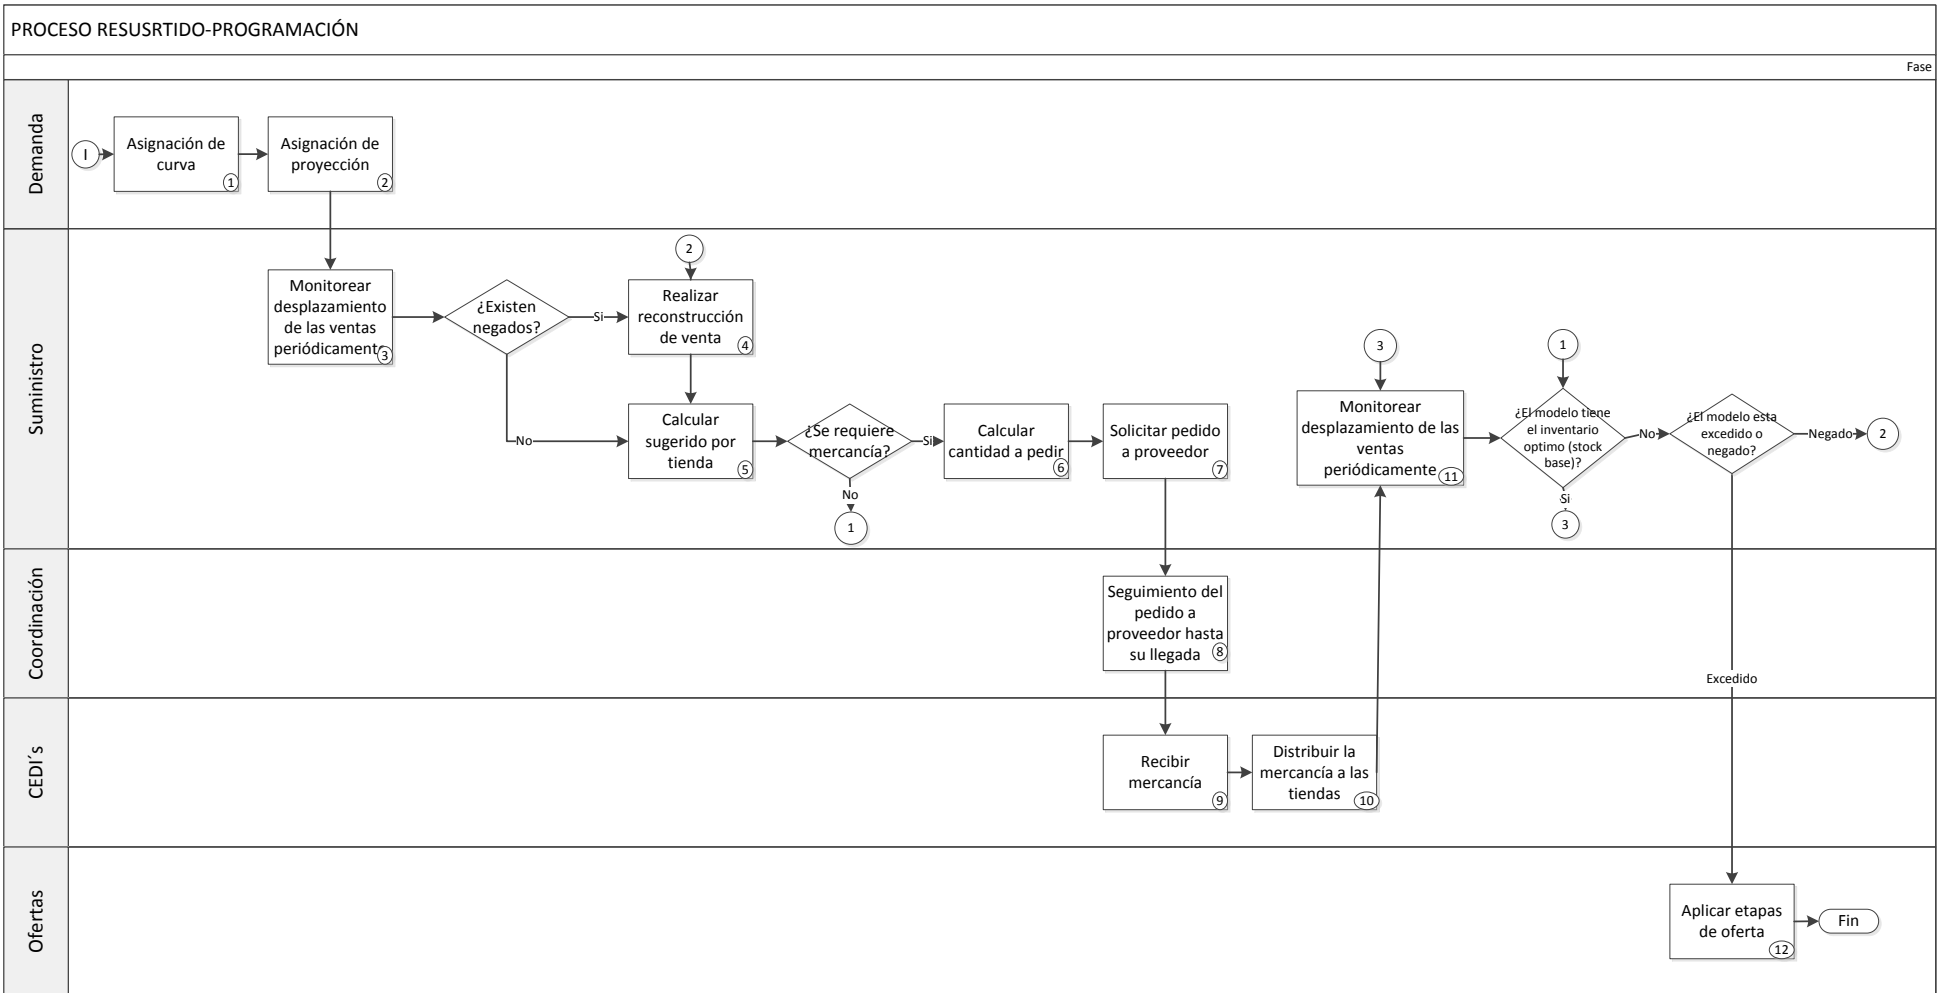 PROCESO RESUSRTIDO-PROGRAMACIÓN
Fase
Demanda
I
Asignación de
curva
1
Asignación de
proyección
2
Suministro
Monitorear
desplazamiento
de las ventas
periódicamente
3
¿Existen
negados?
Si
No
2
Realizar
reconstrucción
de venta
4
Calcular
sugerido por
tienda
5
¿Se requiere
mercancía?
Si
No
1
Calcular
cantidad a pedir
6
Solicitar pedido
a proveedor
7
3
Monitorear
desplazamiento de las
ventas
periódicamente
11
1
¿El modelo tiene
el inventario
optimo (stock
base)?
Si
3
No
¿El modelo esta
excedido o
negado?
Negado
2
Excedido
Coordinación
Seguimiento del
pedido a
proveedor hasta
su llegada
8
CEDI´s
Recibir
mercancía
9
Distribuir la
mercancía a las
tiendas
10
Ofertas
Aplicar etapas
de oferta
12
Fin